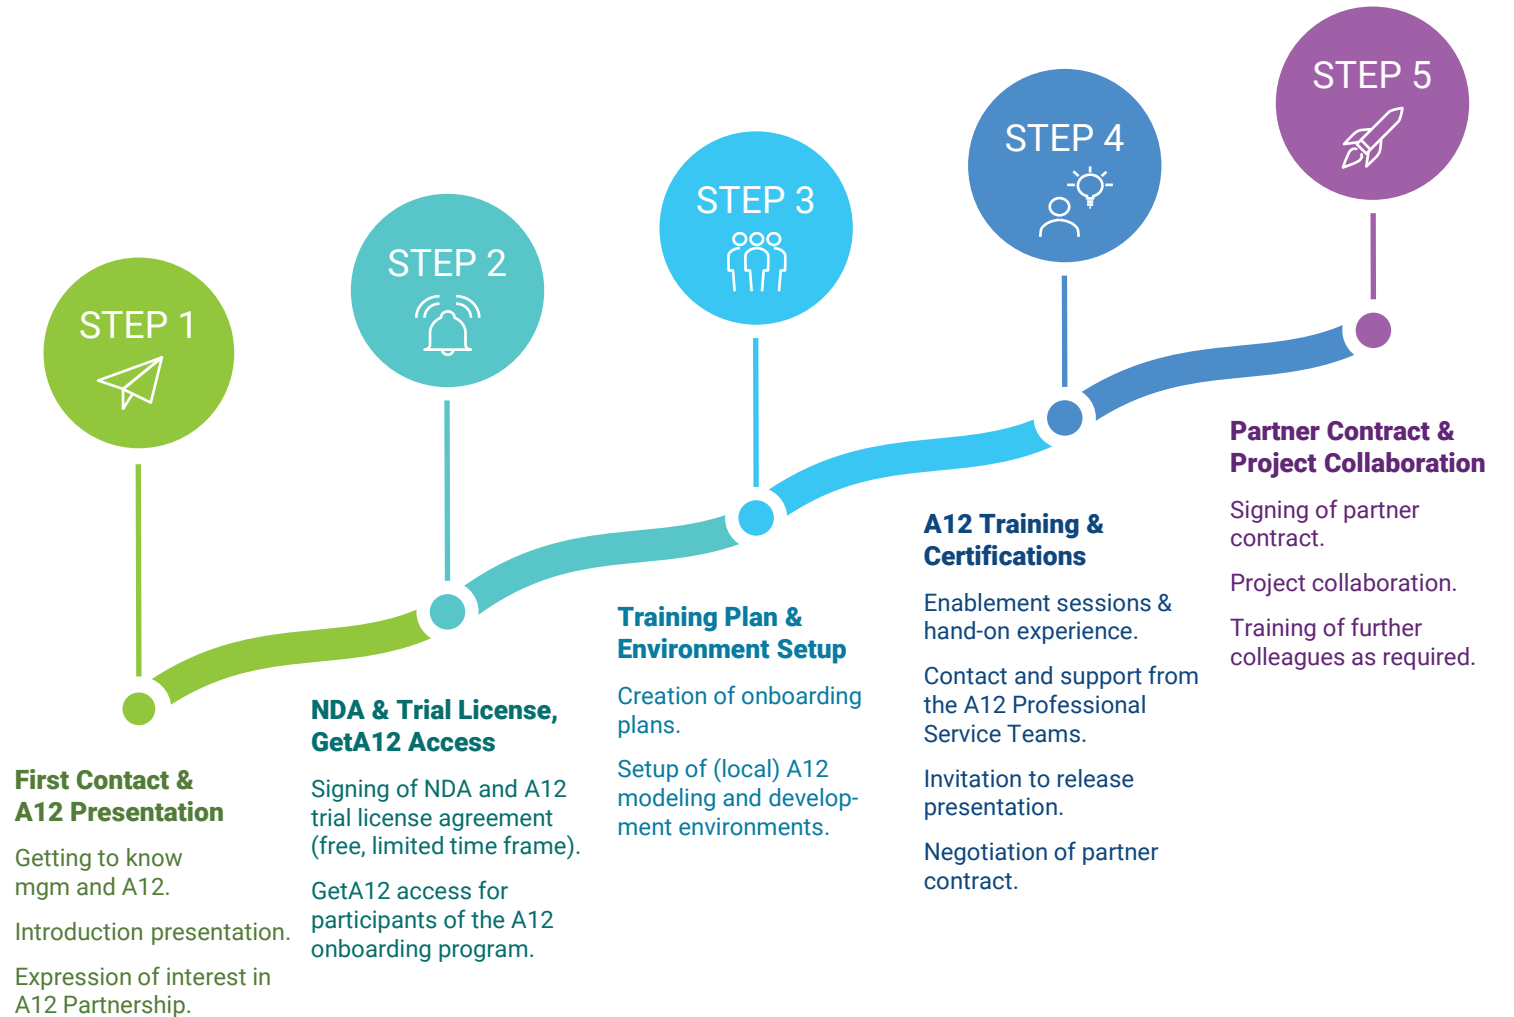 STEP 1
First Contact &
A12 Presentation
Getting to know
mgm and A12.
Introduction presentation.
Expression of interest in
A12 Partnership.
STEP 2
NDA & Trial License,
GetA12 Access
Signing of NDA and A12
trial license agreement
(free, limited time frame).
GetA12 access for
participants of the A12
onboarding program.
STEP 3
Training Plan &
Environment Setup
Creation of onboarding
plans.
Setup of (local) A12
modeling and develop-
ment environments.
STEP 4
A12 Training &
Certifications
Enablement sessions &
hand-on experience.
Contact and support from
the A12 Professional
Service Teams.
Invitation to release
presentation.
Negotiation of partner
contract.
STEP 5
Partner Contract &
Project Collaboration
Signing of partner
contract.
Project collaboration.
Training of further
colleagues as required.